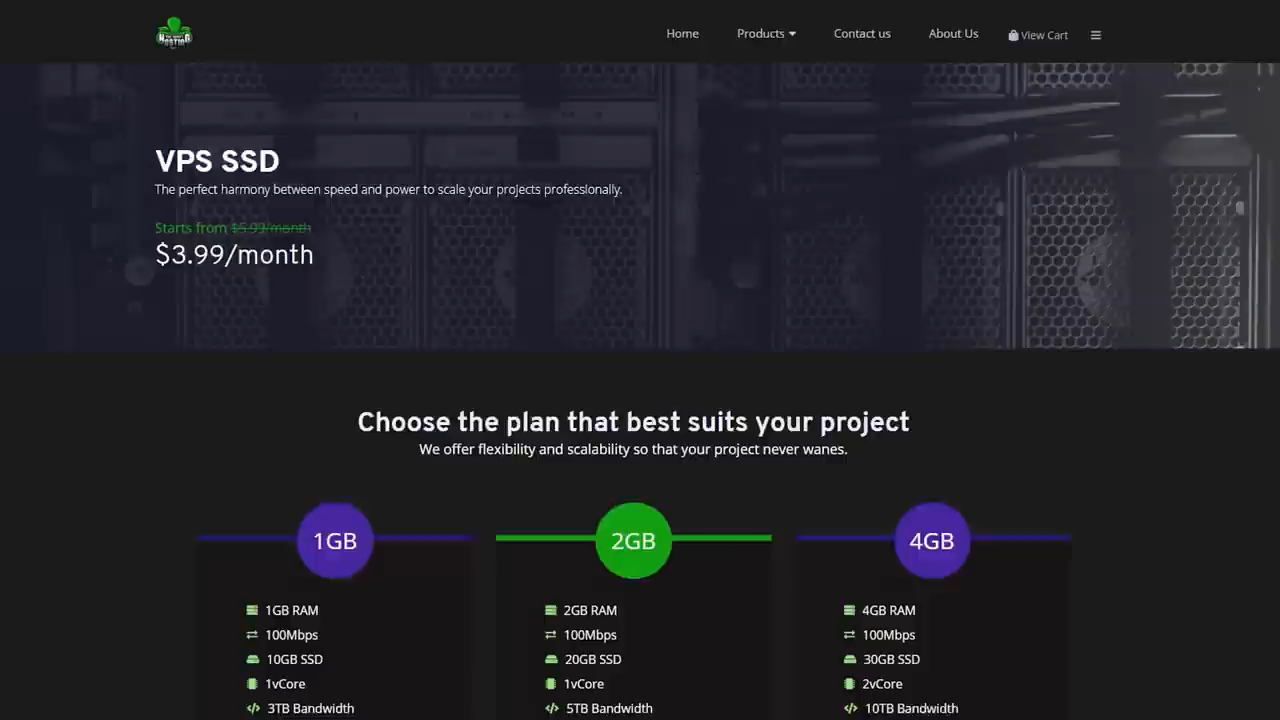 Home
Products
Contact us
About Us
View Cart
VPS SSD
The perfect harmony between speed and power to scale your projects professionally.
Starts from $5.99/month
$3.99/month
Choose the plan that best suits your project
We offer flexibility and scalability so that your project never wanes.
1GB
1GB RAM
100Mbps
10GB SSD
1vCore
3TB Bandwidth
2GB
2GB RAM
100Mbps
20GB SSD
1vCore
5TB Bandwidth
4GB
4GB RAM
100Mbps
30GB SSD
2vCore
10TB Bandwidth